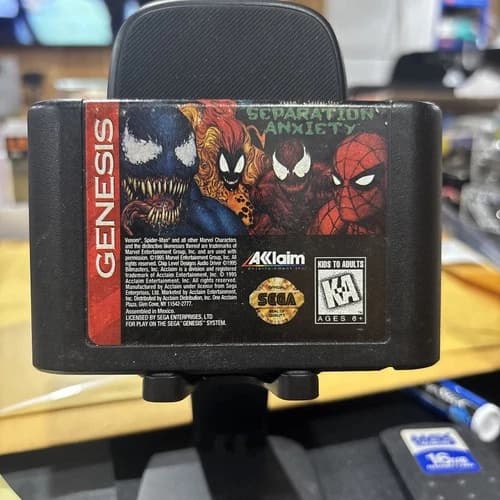 GENESIS
SEPARATION
ANXIETY
Venom®, Spider-Man® and all other Marvel Characters
and the distinctive likenesses thereof are trademarks of
Marvel Entertainment Group, Inc. and are used with
permission. ©1995 Marvel Entertainment Group, Inc. All
rights reserved. Chip Level Designs Audio Driver ©1995
Bitmasters, Inc. Acclaim is a division and registered
trademark of Acclaim Entertainment, Inc. © 1995
Acclaim Entertainment, Inc. All rights reserved.
Manufactured by Acclaim under license from Sega
Enterprises, Ltd. Marketed by Acclaim Entertainment,
Inc. Distributed by Acclaim Distribution, Inc. One Acclaim
Plaza, Glen Cove, NY 11542-2777.
Assembled in Mexico.
LICENSED BY SEGA ENTERPRISES, LTD
FOR PLAY ON THE SEGA™ GENESIS™ SYSTEM.
AKKlaim
entertainment inc.
SEGA
KIDS TO ADULTS
K-A
AGES 6+
16MB